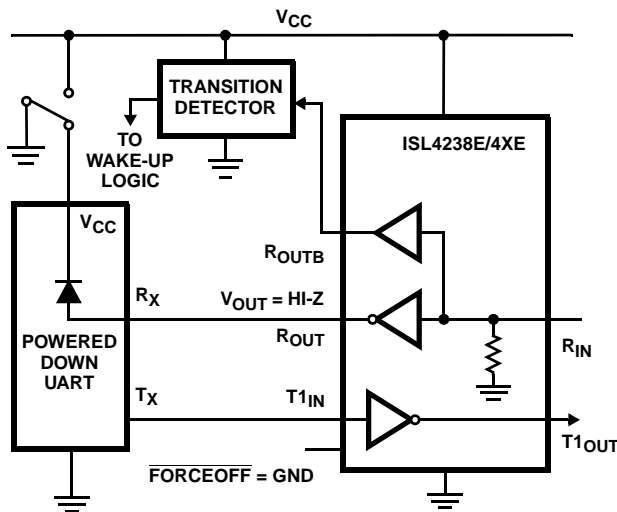 VCC
TRANSITION
DETECTOR
TO
WAKE-UP
LOGIC
ISL4238E/4XE
VCC
ROUTB
RX
VOUT = HI-Z
POWERED
DOWN
UART
ROUT
RIN
TX
T1IN
T1OUT
FORCEOFF = GND